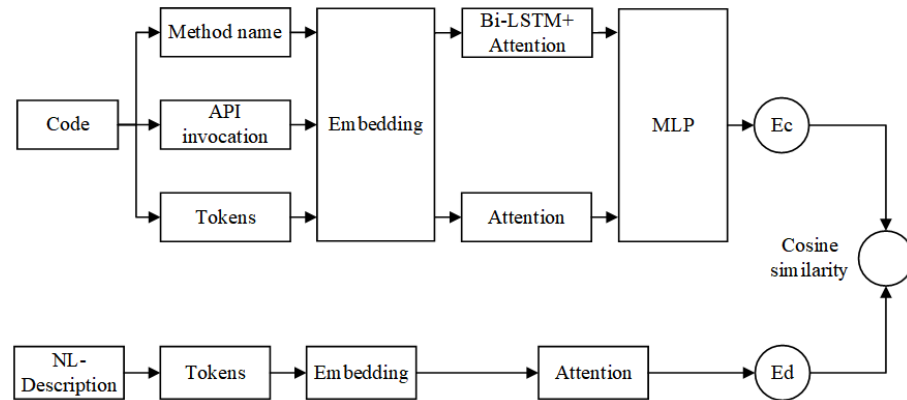 Method name
Bi-LSTM+
Attention
Code
API
invocation
Embedding
MLP
Ec
Tokens
Attention
Cosine
similarity
NL-
Description
Tokens
Embedding
Attention
Ed